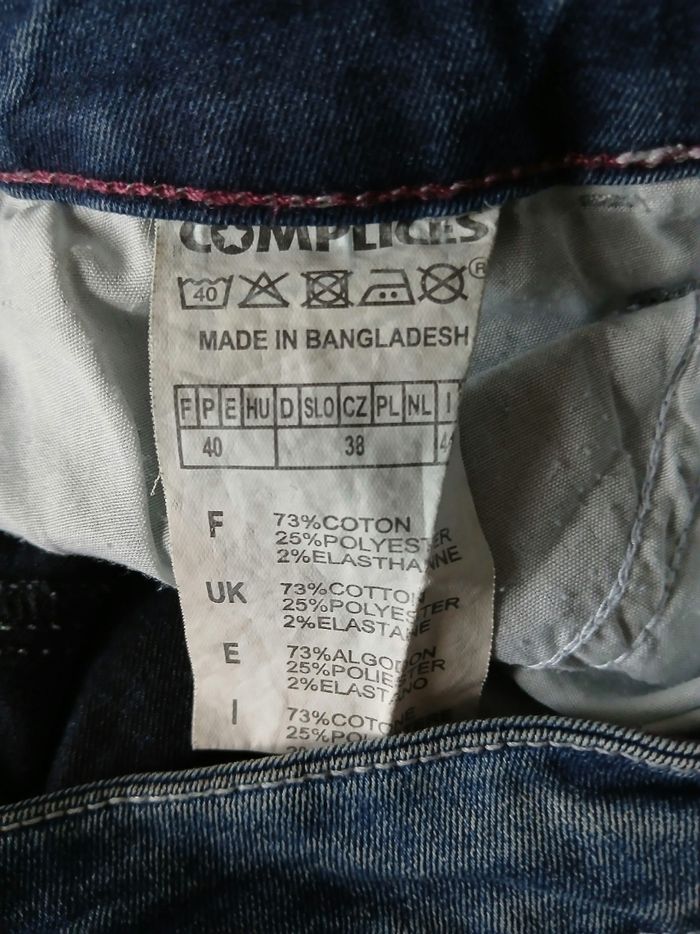 COMPLICES
40
®
MADE IN BANGLADESH
F P E HU D SLO CZ PL NL I
40 38
F 73%COTON
25%POLYESTER
2%ELASTHANNE
UK 73%COTTON
25%POLYESTER
2%ELASTANE
E 73%ALGODON
25%POLIESTER
2%ELASTANO
I 73%COTONE